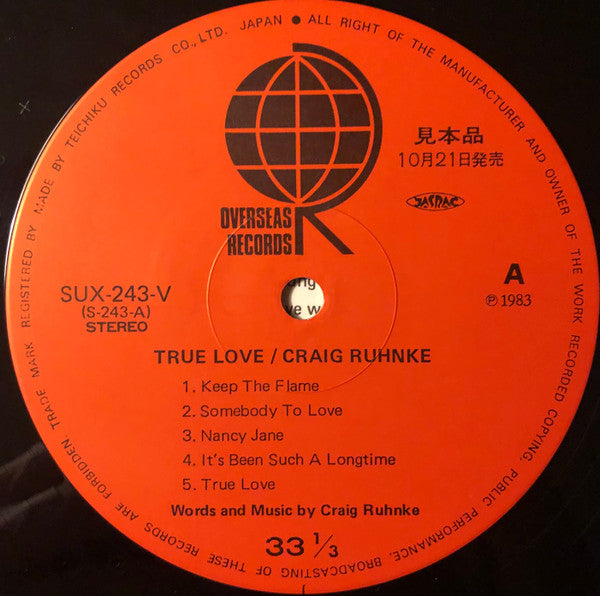 REGISTERED BY MADE BY TEICHIKU RECORDS CO.,LTD. JAPAN ● ALL RIGHT OF THE MANUFACTURER AND OWNER OF THE WORK RECORDED COPYING, PUBLIC PERFORMANCE, BROADCASTING OF THESE RECORDS ARE FORBIDDEN TRADE MARK
見本品
10月21日発売
JASRAC
OVERSEAS
RECORDS
R
SUX-243-V
(S-243-A)
STEREO
A
Ⓟ1983
ve w
TRUE LOVE / CRAIG RUHNKE
1. Keep The Flame
2. Somebody To Love
3. Nancy Jane
4. It's Been Such A Longtime
5. True Love
Words and Music by Craig Ruhnke
33 1/3